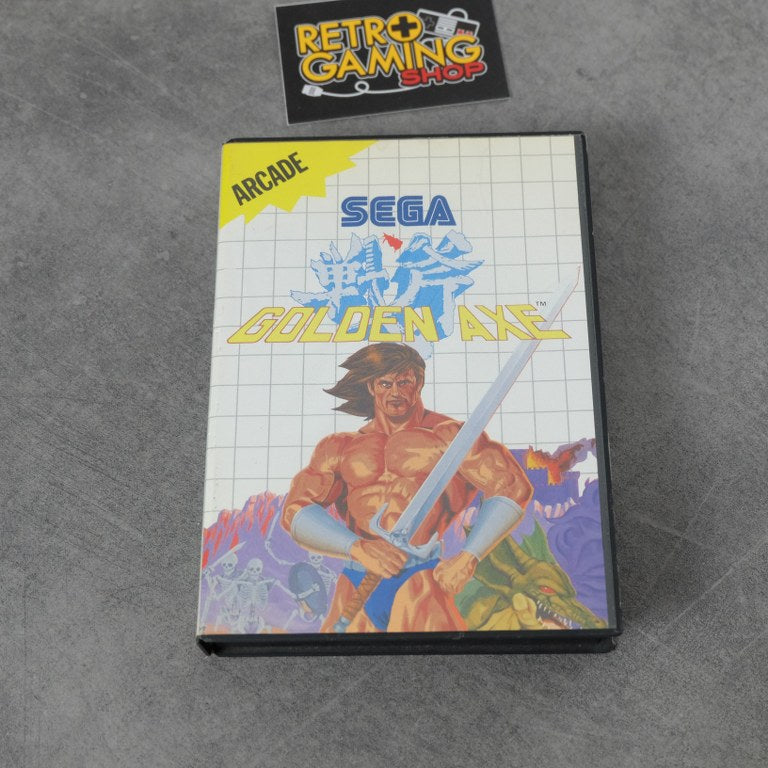 RETRO
GAMING
SHOP
ARCADE
SEGA
戦斧
GOLDEN AXE™